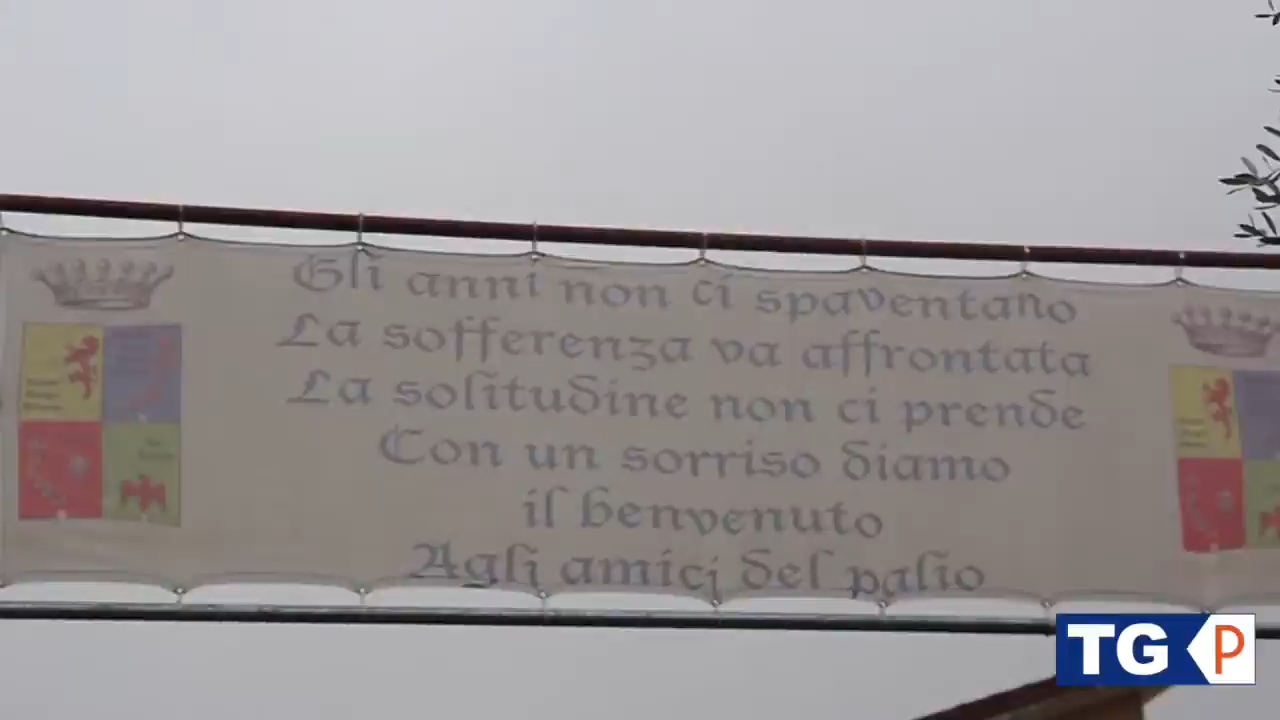 Gli anni non ci spaventano
La sofferenza va affrontata
La solitudine non ci prende
Con un sorriso diamo
il benvenuto
Agli amici del palio
TG P